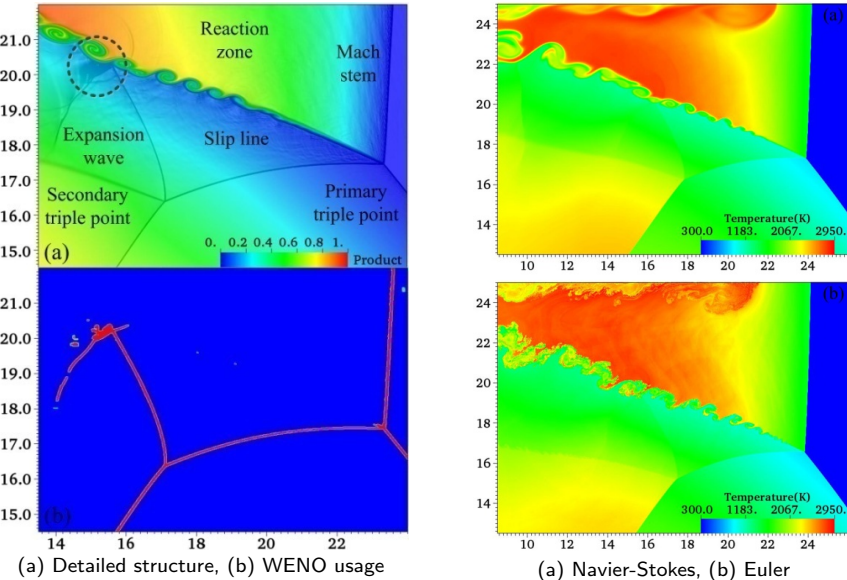 21.0
20.0
19.0
18.0
17.0
16.0
15.0
Reaction
zone
Mach
stem
Expansion
wave
Slip line
Secondary
triple point
Primary
triple point
0. 0.2 0.4 0.6 0.8 1.
Product
(a)
21.0
20.0
19.0
18.0
17.0
16.0
15.0
(b)
14 16 18 20 22
(a) Detailed structure, (b) WENO usage
(a)
24
22
20
18
16
14
Temperature(K)
300.0 1183. 2067. 2950.
10 12 14 16 18 20 22 24
(b)
24
22
20
18
16
14
Temperature(K)
300.0 1183. 2067. 2950.
10 12 14 16 18 20 22 24
(a) Navier-Stokes, (b) Euler